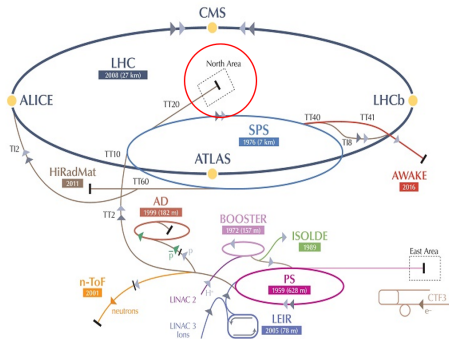 CMS
LHC
2008 (27 km)
North Area
ALICE
TT20
LHCb
TT40
TT41
SPS
1976 (7 km)
TI8
TI2
TT10
ATLAS
HiRadMat
2011
TT60
AWAKE
2016
AD
1999 (182 m)
TT2
BOOSTER
1972 (157 m)
ISOLDE
1989
p
p
East Area
n-ToF
2001
PS
1959 (628 m)
LINAC 2
H+
neutrons
CTF3
e-
LEIR
2005 (78 m)
LINAC 3
Ions